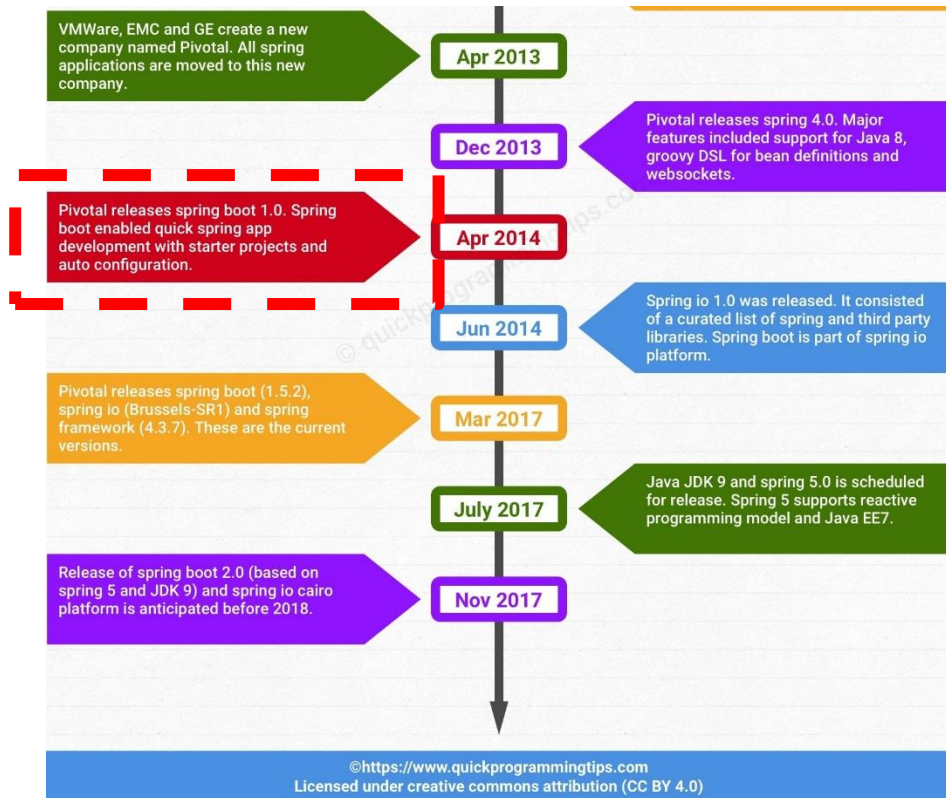 VMWare, EMC and GE create a new
company named Pivotal. All spring
applications are moved to this new
company.
Apr 2013
Dec 2013
Pivotal releases spring 4.0. Major
features included support for Java 8,
groovy DSL for bean definitions and
websockets.
Pivotal releases spring boot 1.0. Spring
boot enabled quick spring app
development with starter projects and
auto configuration.
Apr 2014
Jun 2014
Spring io 1.0 was released. It consisted
of a curated list of spring and third party
libraries. Spring boot is part of spring io
platform.
Pivotal releases spring boot (1.5.2),
spring io (Brussels-SR1) and spring
framework (4.3.7). These are the current
versions.
Mar 2017
July 2017
Java JDK 9 and spring 5.0 is scheduled
for release. Spring 5 supports reactive
programming model and Java EE7.
Release of spring boot 2.0 (based on
spring 5 and JDK 9) and spring io cairo
platform is anticipated before 2018.
Nov 2017
©https://www.quickprogrammingtips.com
Licensed under creative commons attribution (CC BY 4.0)